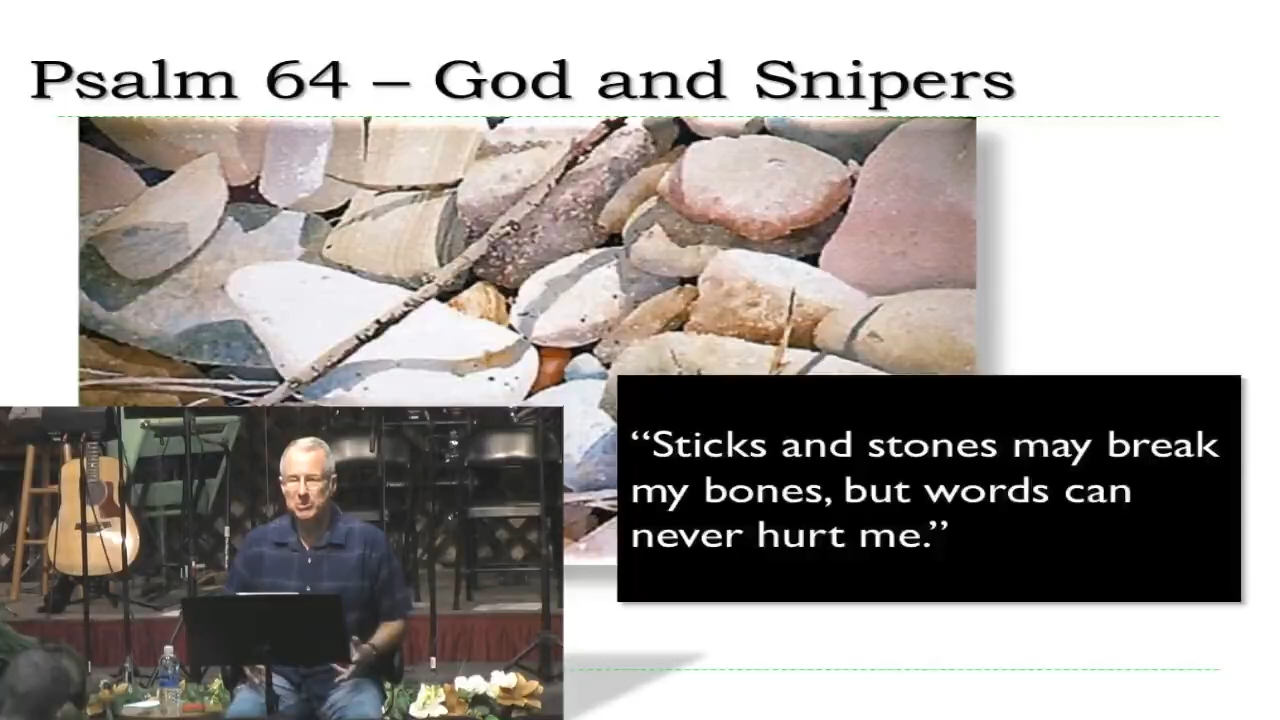 Psalm 64 – God and Snipers
“Sticks and stones may break
my bones, but words can
never hurt me.”